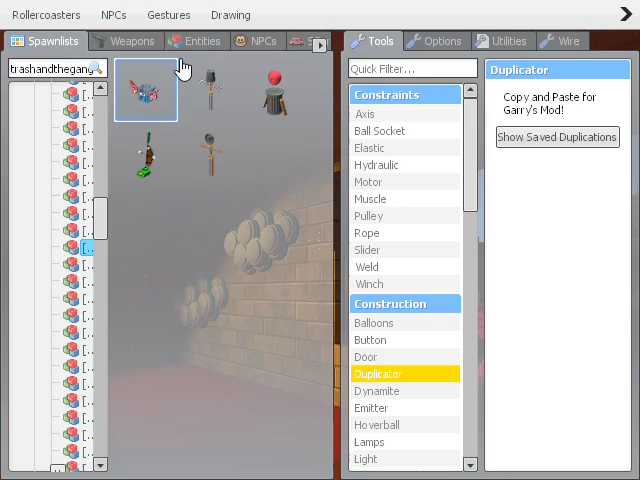 Rollercoasters NPCs Gestures Drawing
Spawnlists Weapons Entities NPCs
Tools Options Utilities Wire
trashandthegang
Quick Filter...
Constraints
Axis
Ball Socket
Elastic
Hydraulic
Motor
Muscle
Pulley
Rope
Slider
Weld
Winch
Construction
Balloons
Button
Door
Duplicator
Dynamite
Emitter
Hoverball
Lamps
Light
Duplicator
Copy and Paste for
Garry's Mod!
Show Saved Duplications